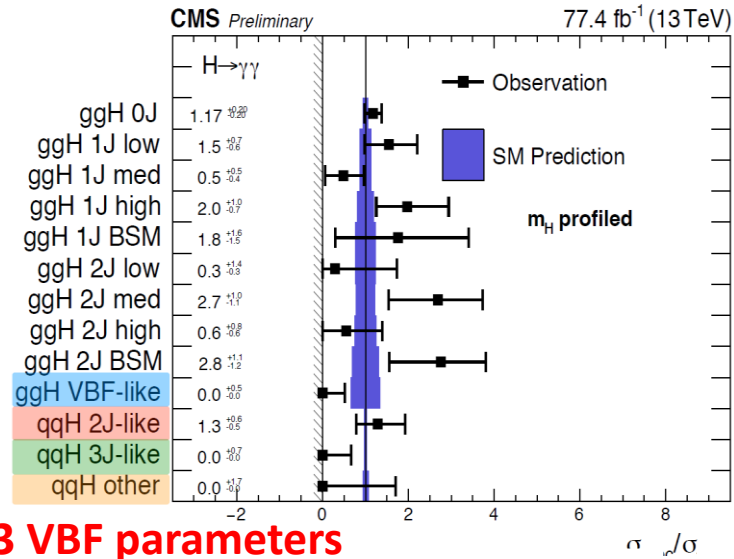 CMS Preliminary 77.4 fb⁻¹ (13 TeV)
H→γγ
Observation
SM Prediction
m_H profiled
ggH 0J 1.17 +0.20 -0.20
ggH 1J low 1.5 +0.7 -0.6
ggH 1J med 0.5 +0.5 -0.4
ggH 1J high 2.0 +1.0 -0.7
ggH 1J BSM 1.8 +1.6 -1.5
ggH 2J low 0.3 +1.4 -0.3
ggH 2J med 2.7 +1.0 -1.1
ggH 2J high 0.6 +0.8 -0.6
ggH 2J BSM 2.8 +1.1 -1.2
ggH VBF-like 0.0 +0.5 -0.0
qqH 2J-like 1.3 +0.6 -0.5
qqH 3J-like 0.0 +0.7 -0.0
qqH other 0.0 +1.7 -0.0
−2 0 2 4 6 8
3 VBF parameters
/σ